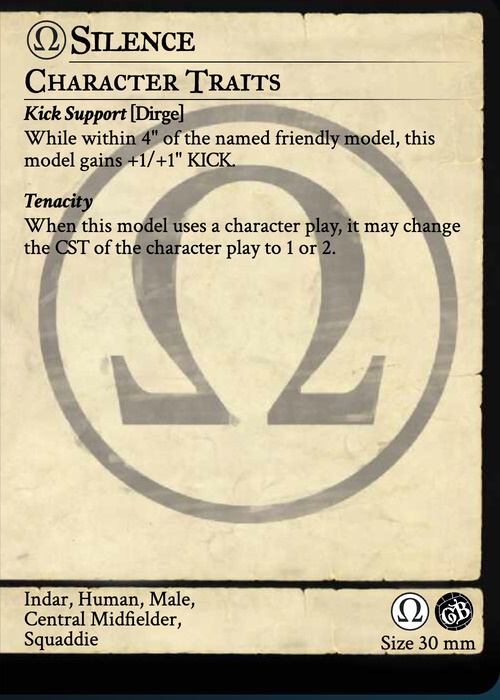 Ω Silence
Character Traits
Kick Support [Dirge]
While within 4" of the named friendly model, this
model gains +1/+1" KICK.
Tenacity
When this model uses a character play, it may change
the CST of the character play to 1 or 2.
Ω
Indar, Human, Male,
Central Midfielder,
Squaddie
Ω GB
Size 30 mm